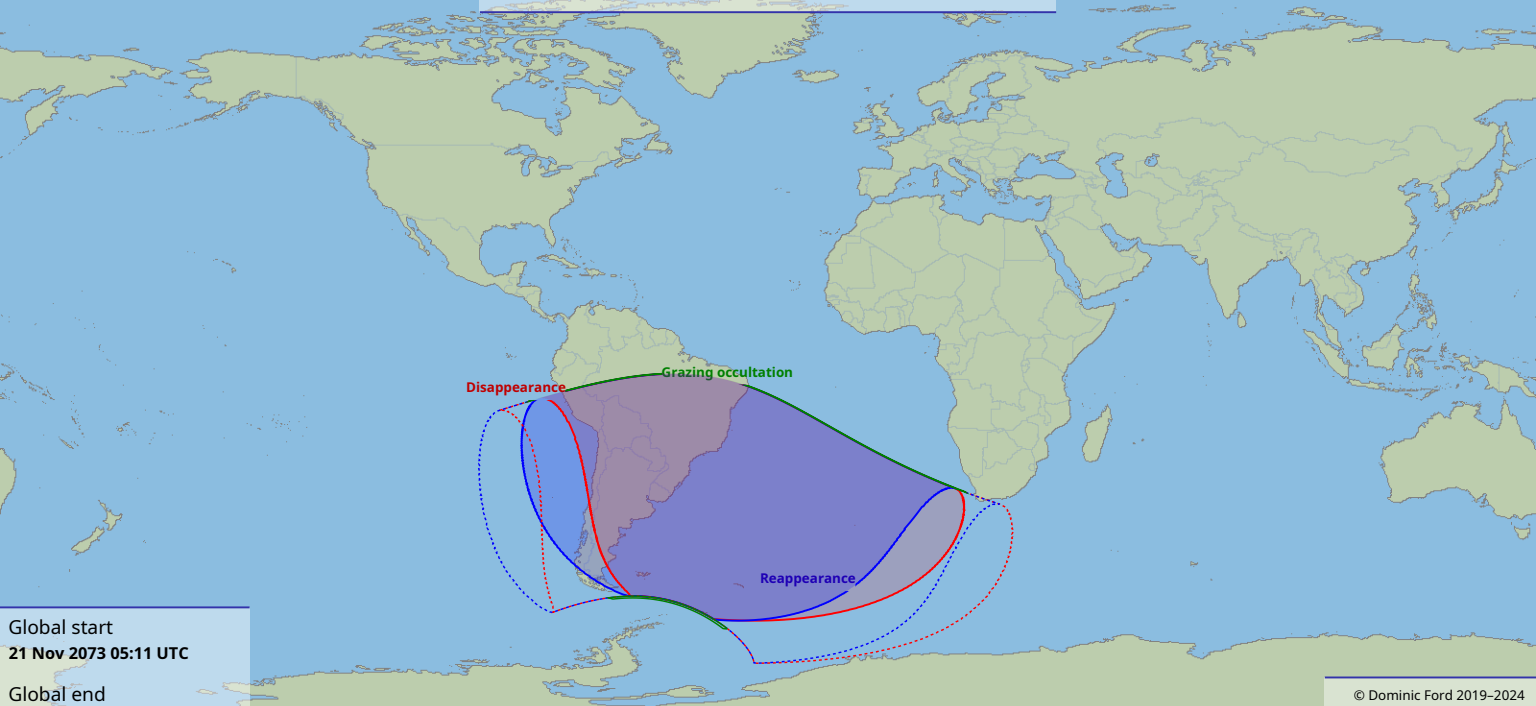 Grazing occultation
Disappearance
Reappearance
Global start
21 Nov 2073 05:11 UTC
Global end
© Dominic Ford 2019–2024